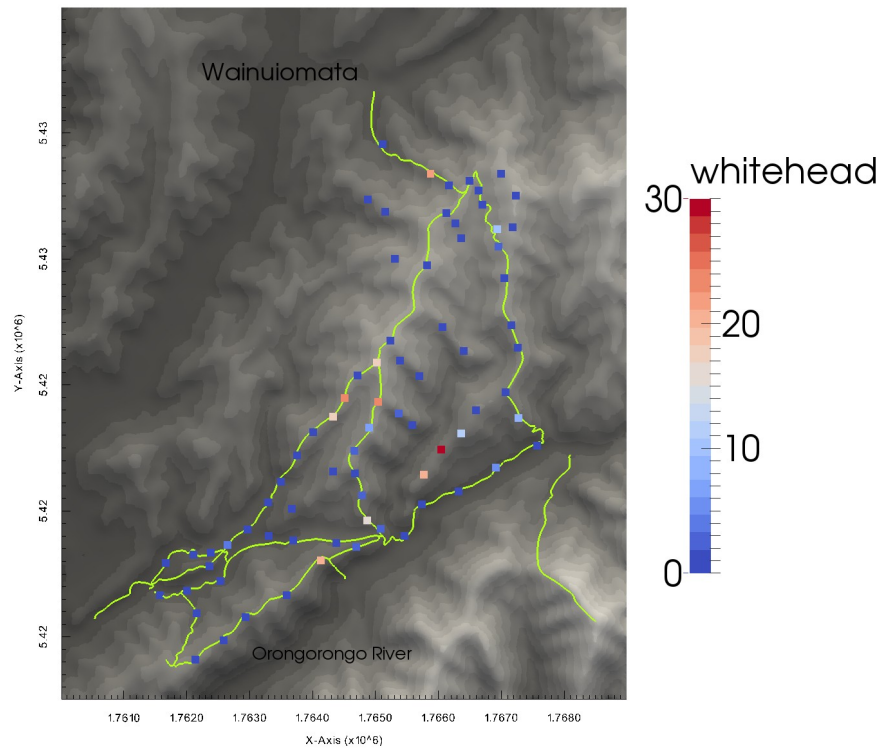 Wainuiomata
whitehead
30
20
10
0
5.43
5.43
5.42
5.42
5.42
Y-Axis (x10^6)
Orongorongo River
1.7610 1.7620 1.7630 1.7640 1.7650 1.7660 1.7670 1.7680
X-Axis (x10^6)